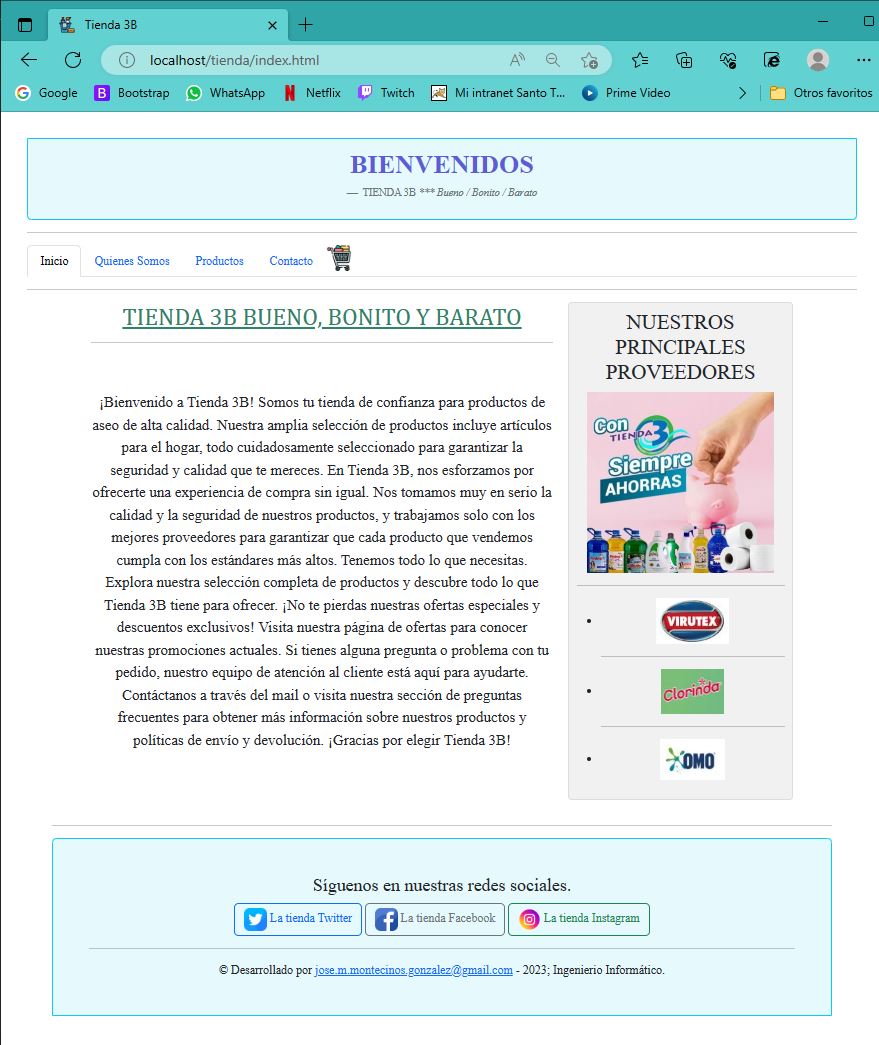 Tienda 3B
localhost/tienda/index.html
Google Bootstrap WhatsApp Netflix Twitch Mi intranet Santo T... Prime Video Otros favoritos
BIENVENIDOS
— TIENDA 3B *** Bueno / Bonito / Barato
Inicio Quienes Somos Productos Contacto
TIENDA 3B BUENO, BONITO Y BARATO
¡Bienvenido a Tienda 3B! Somos tu tienda de confianza para productos de
aseo de alta calidad. Nuestra amplia selección de productos incluye artículos
para el hogar, todo cuidadosamente seleccionado para garantizar la
seguridad y calidad que te mereces. En Tienda 3B, nos esforzamos por
ofrecerte una experiencia de compra sin igual. Nos tomamos muy en serio la
calidad y la seguridad de nuestros productos, y trabajamos solo con los
mejores proveedores para garantizar que cada producto que vendemos
cumpla con los estándares más altos. Tenemos todo lo que necesitas.
Explora nuestra selección completa de productos y descubre todo lo que
Tienda 3B tiene para ofrecer. ¡No te pierdas nuestras ofertas especiales y
descuentos exclusivos! Visita nuestra página de ofertas para conocer
nuestras promociones actuales. Si tienes alguna pregunta o problema con tu
pedido, nuestro equipo de atención al cliente está aquí para ayudarte.
Contáctanos a través del mail o visita nuestra sección de preguntas
frecuentes para obtener más información sobre nuestros productos y
políticas de envío y devolución. ¡Gracias por elegir Tienda 3B!
NUESTROS
PRINCIPALES
PROVEEDORES
Con
TIENDA 3
Siempre
AHORRAS
VIRUTEX
Clorinda
OMO
Síguenos en nuestras redes sociales.
La tienda Twitter La tienda Facebook La tienda Instagram
© Desarrollado por jose.m.montecinos.gonzalez@gmail.com - 2023; Ingenierio Informático.